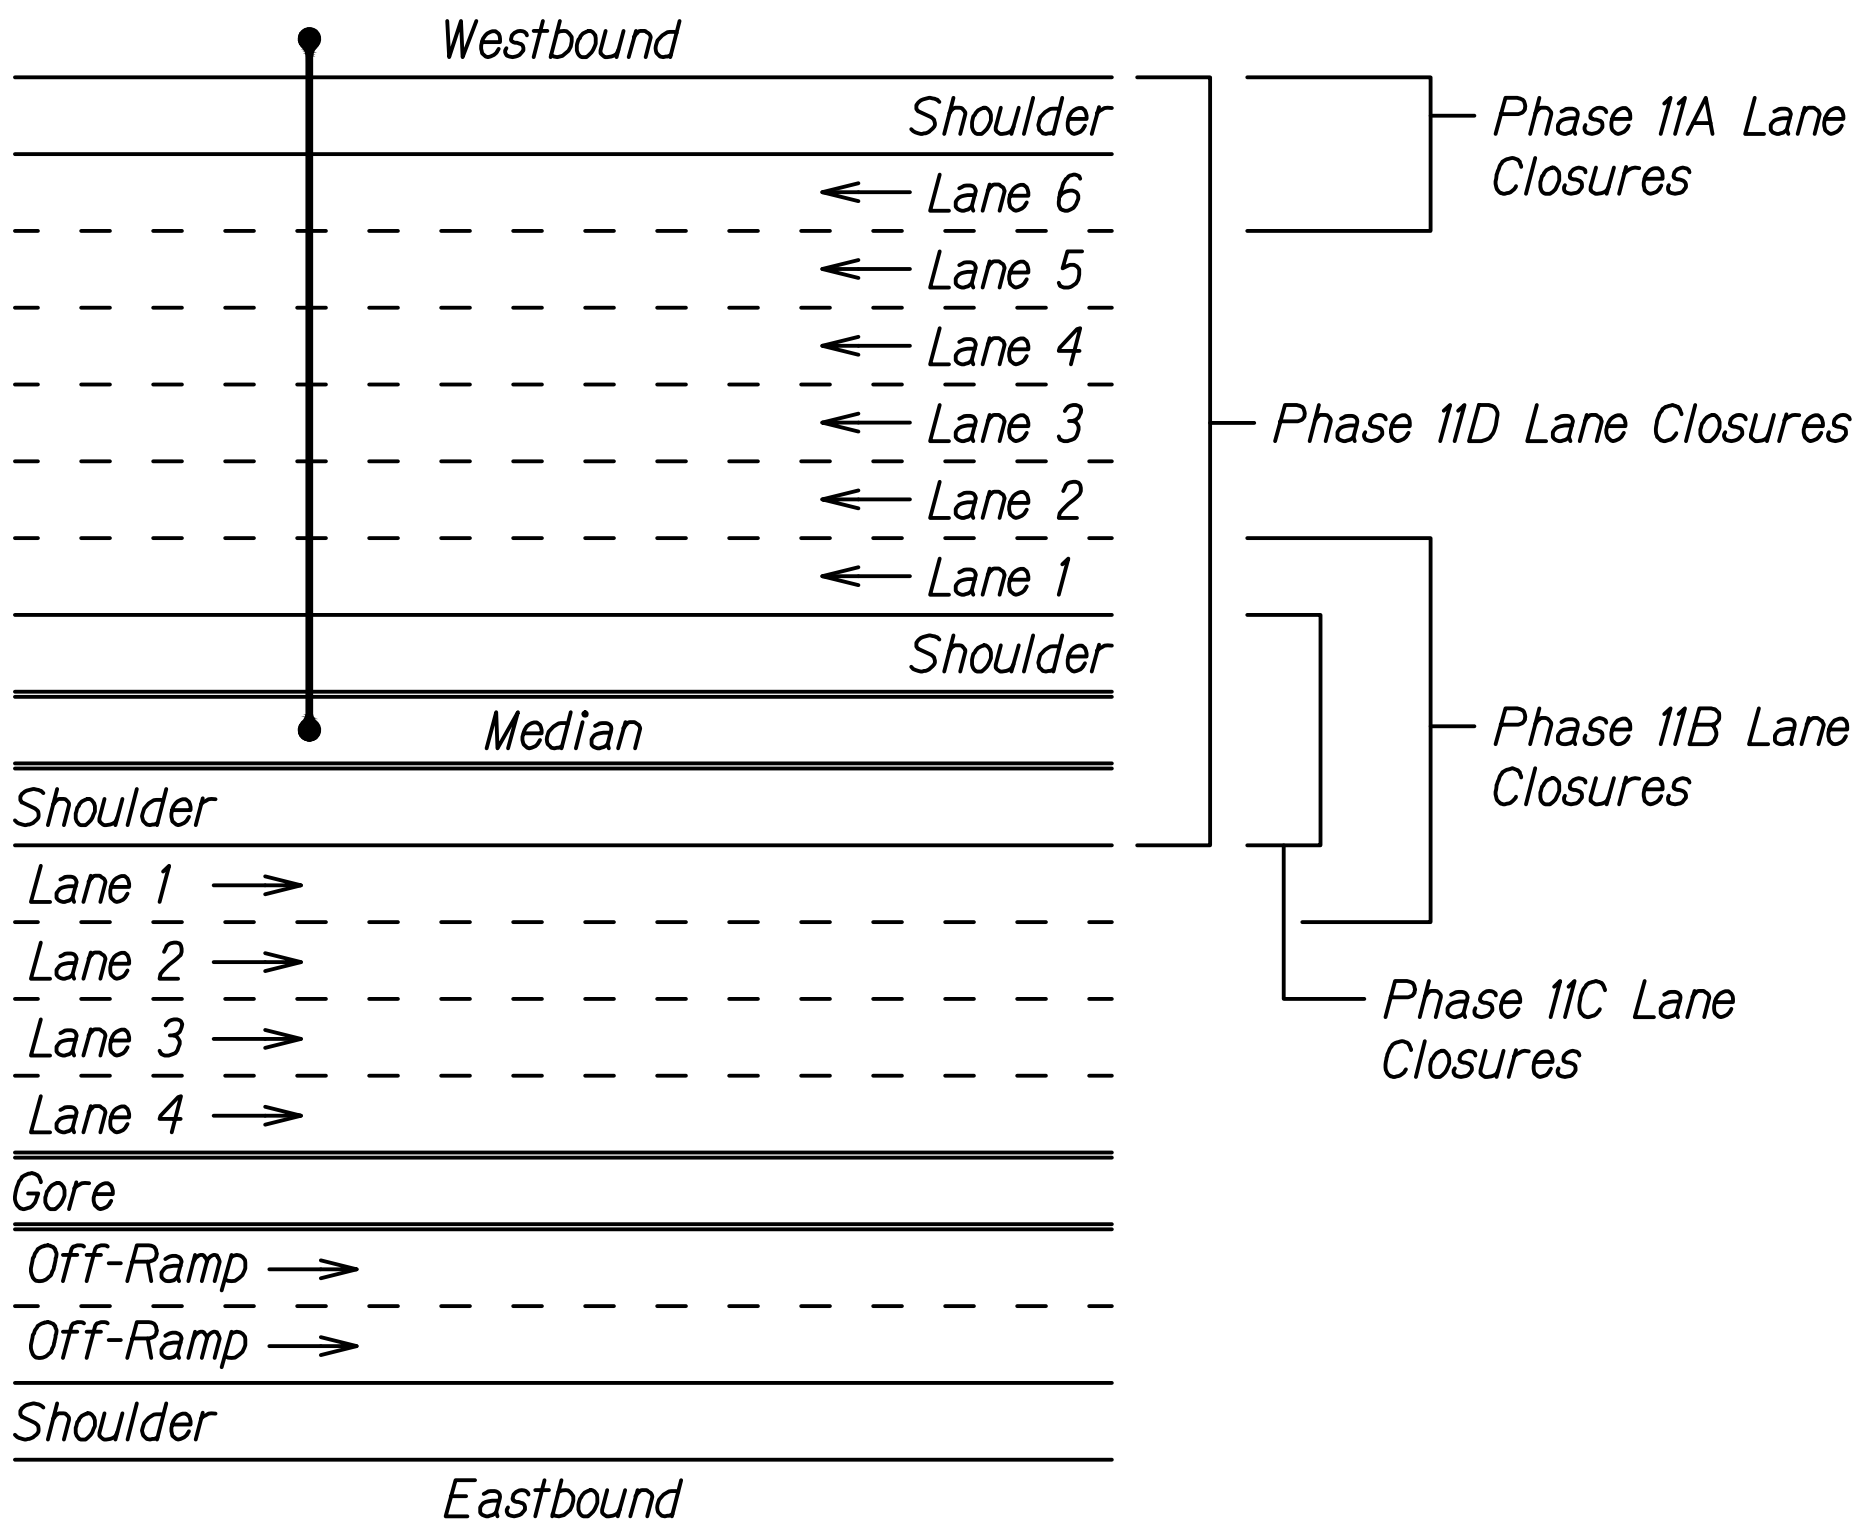 Westbound
Shoulder
Phase 11A Lane
Closures
Lane 6
Lane 5
Lane 4
Lane 3
Phase 11D Lane Closures
Lane 2
Lane 1
Shoulder
Median
Phase 11B Lane
Closures
Shoulder
Lane 1
Lane 2
Phase 11C Lane
Closures
Lane 3
Lane 4
Gore
Off-Ramp
Off-Ramp
Shoulder
Eastbound